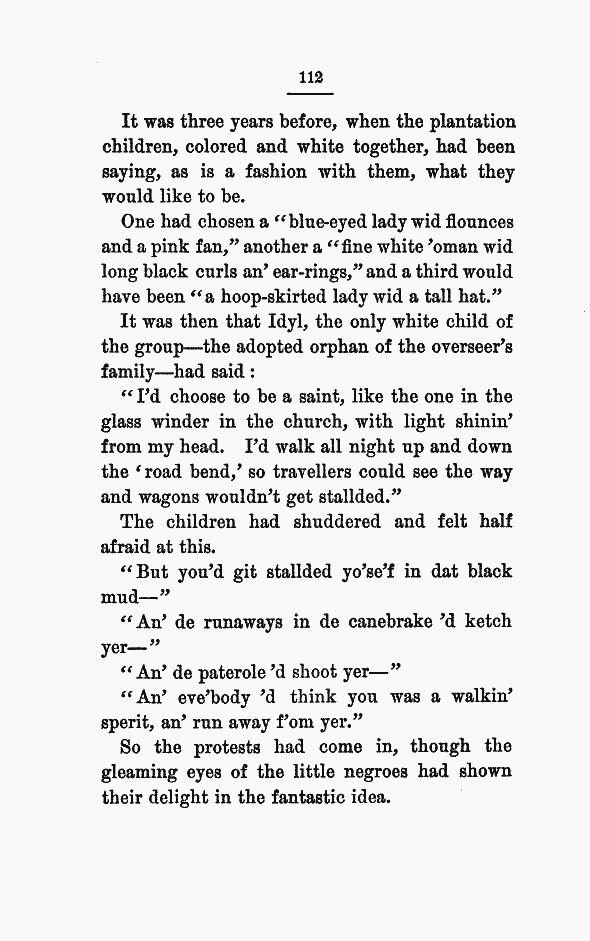 112
It was three years before, when the plantation
children, colored and white together, had been
saying, as is a fashion with them, what they
would like to be.
One had chosen a “blue-eyed lady wid flounces
and a pink fan,” another a “fine white ’oman wid
long black curls an’ ear-rings,” and a third would
have been “a hoop-skirted lady wid a tall hat.”
It was then that Idyl, the only white child of
the group—the adopted orphan of the overseer’s
family—had said :
“I’d choose to be a saint, like the one in the
glass winder in the church, with light shinin’
from my head. I’d walk all night up and down
the ‘road bend,’ so travellers could see the way
and wagons wouldn’t get stallded.”
The children had shuddered and felt half
afraid at this.
“But you’d git stallded yo’se’f in dat black
mud—”
“An’ de runaways in de canebrake ’d ketch
yer—”
“An’ de paterole ’d shoot yer—”
“An’ eve’body ’d think you was a walkin’
sperit, an’ run away f’om yer.”
So the protests had come in, though the
gleaming eyes of the little negroes had shown
their delight in the fantastic idea.